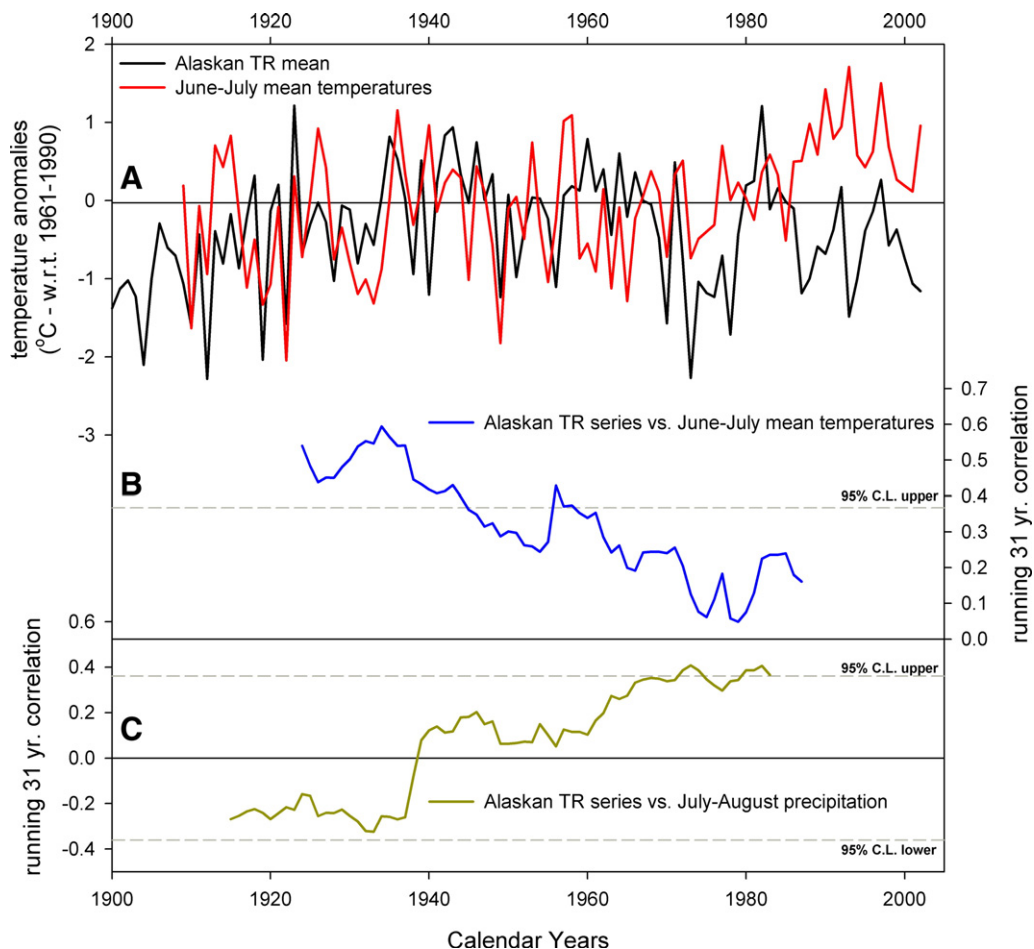 1900 1920 1940 1960 1980 2000
2
1
0
-1
-2
-3
temperature anomalies
(°C - w.r.t. 1961-1990)
Alaskan TR mean
June-July mean temperatures
A
0.7
0.6
0.5
0.4
0.3
0.2
0.1
0.0
running 31 yr. correlation
Alaskan TR series vs. June-July mean temperatures
B
95% C.L. upper
0.6
0.4
0.2
0.0
-0.2
-0.4
running 31 yr. correlation
95% C.L. upper
C
Alaskan TR series vs. July-August precipitation
95% C.L. lower
1900 1920 1940 1960 1980 2000
Calendar Years